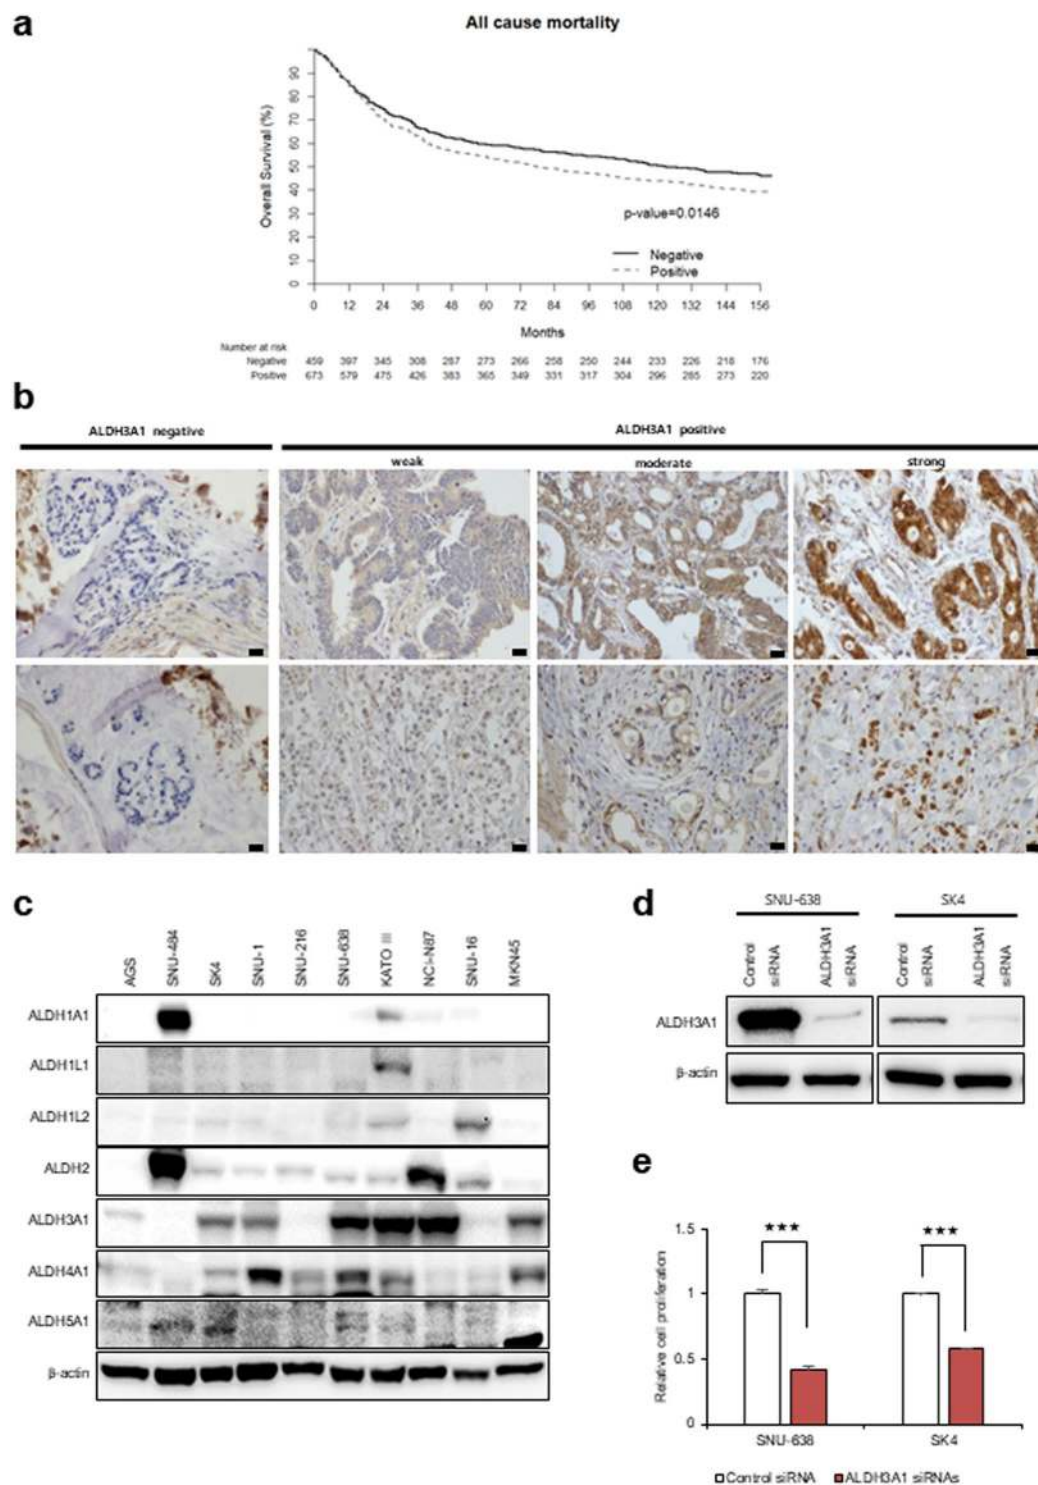 a
All cause mortality
Overall Survival (%)
0 10 20 30 40 50 60 70 80 90
p-value=0.0146
Negative
Positive
0 12 24 36 48 60 72 84 96 108 120 132 144 156
Months
Number at risk
Negative 459 397 345 308 287 273 266 258 250 244 233 226 218 176
Positive 673 579 475 426 383 365 349 331 317 304 296 285 273 220
b
ALDH3A1 negative
ALDH3A1 positive
weak
moderate
strong
c
AGS
SNU-484
SK4
SNU-1
SNU-216
SNU-638
KATO III
NCI-N87
SNU-16
MKN45
ALDH1A1
ALDH1L1
ALDH1L2
ALDH2
ALDH3A1
ALDH4A1
ALDH5A1
β-actin
d
SNU-638
SK4
Control siRNA
ALDH3A1 siRNA
Control siRNA
ALDH3A1 siRNA
ALDH3A1
β-actin
e
Relative cell proliferation
1.5
1
0.5
0
★★★
★★★
SNU-638
SK4
Control siRNA
ALDH3A1 siRNAs